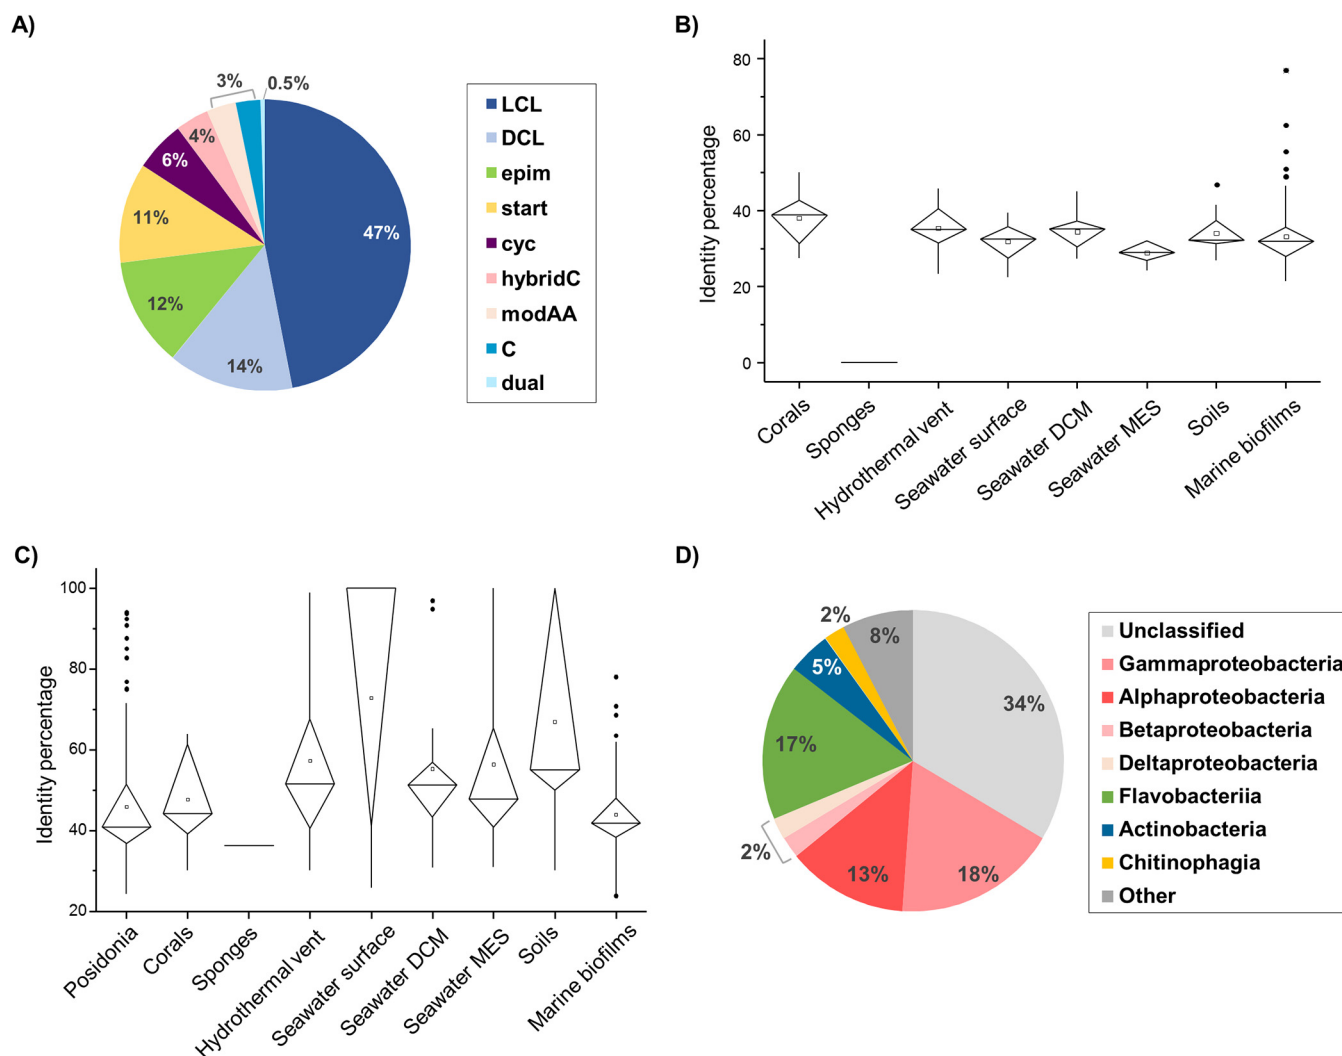 A)
3%
0.5%
4%
6%
11%
12%
14%
47%
LCL
DCL
epim
start
cyc
hybridC
modAA
C
dual
B)
Identity percentage
80
60
40
20
0
Corals
Sponges
Hydrothermal vent
Seawater surface
Seawater DCM
Seawater MES
Soils
Marine biofilms
C)
Identity percentage
100
80
60
40
20
Posidonia
Corals
Sponges
Hydrothermal vent
Seawater surface
Seawater DCM
Seawater MES
Soils
Marine biofilms
D)
2%
8%
5%
34%
17%
2%
13%
18%
Unclassified
Gammaproteobacteria
Alphaproteobacteria
Betaproteobacteria
Deltaproteobacteria
Flavobacteriia
Actinobacteria
Chitinophagia
Other